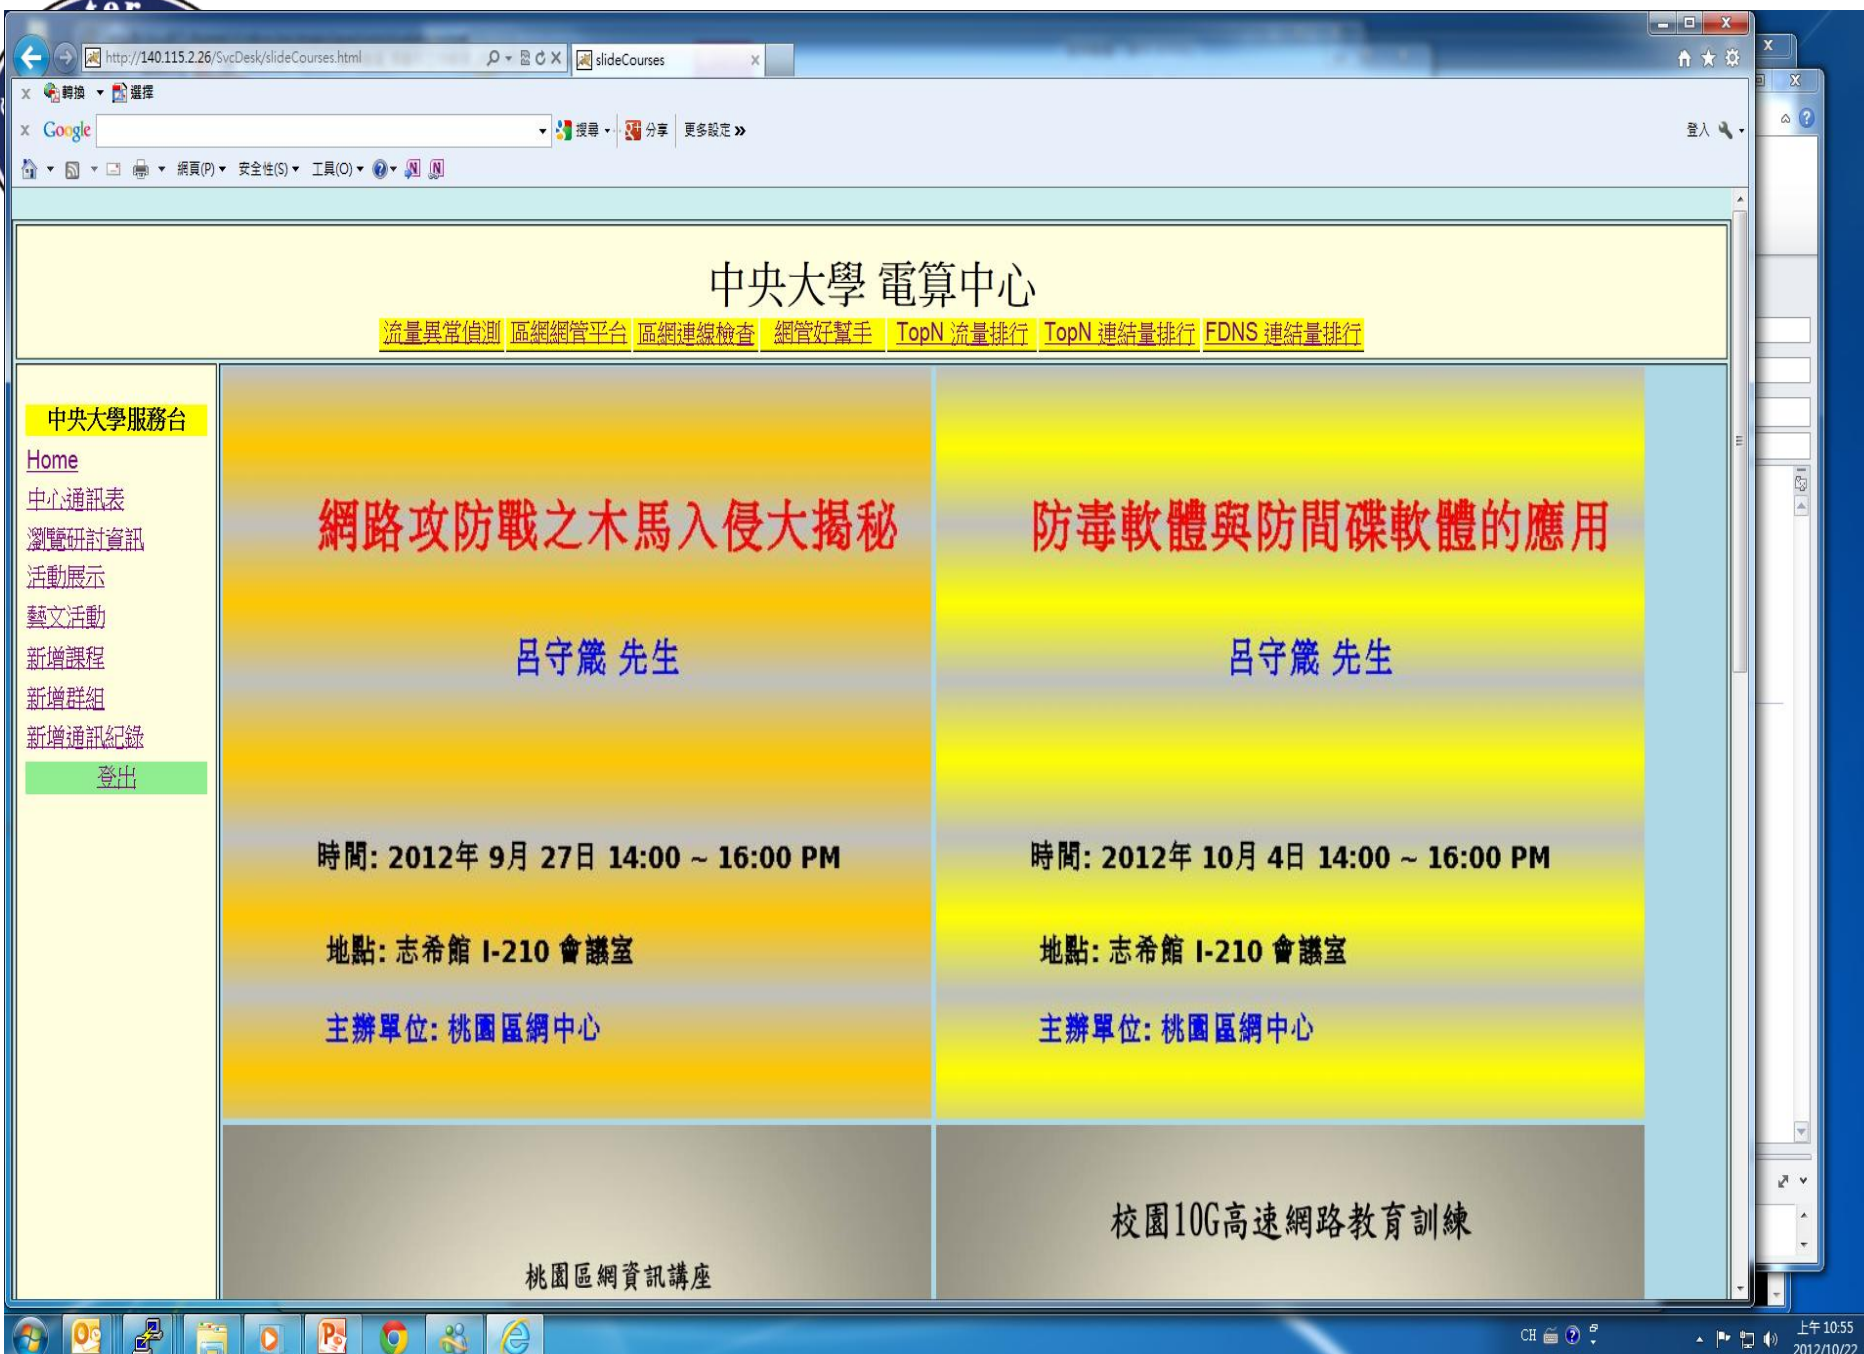 ter
http://140.115.2.26/SvcDesk/slideCourses.html
slideCourses
轉換 選擇
Google 搜尋 分享 更多設定 » 登入
網頁(P) 安全性(S) 工具(O)
中央大學 電算中心
流量異常偵測 區網網管平台 區網連線檢查 網管好幫手 TopN 流量排行 TopN 連結量排行 FDNS 連結量排行
中央大學服務台
Home
中心通訊表
瀏覽研討資訊
活動展示
藝文活動
新增課程
新增群組
新增通訊紀錄
登出
網路攻防戰之木馬入侵大揭秘
呂守箴 先生
時間: 2012年 9月 27日 14:00 ~ 16:00 PM
地點: 志希館 I-210 會議室
主辦單位: 桃園區網中心
防毒軟體與防間碟軟體的應用
呂守箴 先生
時間: 2012年 10月 4日 14:00 ~ 16:00 PM
地點: 志希館 I-210 會議室
主辦單位: 桃園區網中心
桃園區網資訊講座
校園10G高速網路教育訓練
CH
上午 10:55
2012/10/22